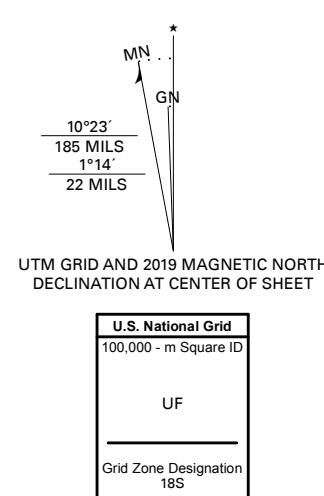 ★
MN
GN
10°23´
185 MILS
1°14´
22 MILS
UTM GRID AND 2019 MAGNETIC NORTH
DECLINATION AT CENTER OF SHEET
U.S. National Grid
100,000 - m Square ID
UF
Grid Zone Designation
18S